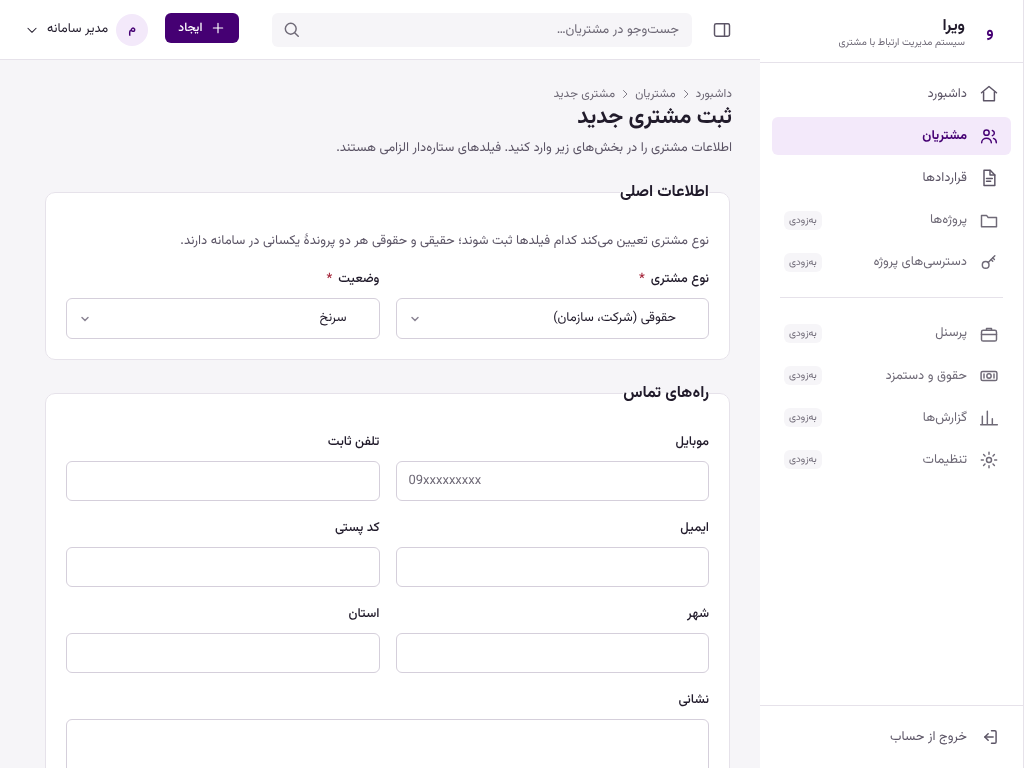 ویرا
سیستم مدیریت ارتباط با مشتری
و
داشبورد
مشتریان
قراردادها
پروژه‌ها
به‌زودی
دسترسی‌های پروژه
به‌زودی
پرسنل
به‌زودی
حقوق و دستمزد
به‌زودی
گزارش‌ها
به‌زودی
تنظیمات
به‌زودی
خروج از حساب
جست‌وجو در مشتریان...
ایجاد
م
مدیر سامانه
داشبورد
مشتریان
مشتری جدید
ثبت مشتری جدید
اطلاعات مشتری را در بخش‌های زیر وارد کنید. فیلدهای ستاره‌دار الزامی هستند.
اطلاعات اصلی
نوع مشتری تعیین می‌کند کدام فیلدها ثبت شوند؛ حقیقی و حقوقی هر دو پروندهٔ یکسانی در سامانه دارند.
نوع مشتری *
وضعیت *
حقوقی (شرکت، سازمان)
سرنخ
راه‌های تماس
موبایل
تلفن ثابت
09xxxxxxxxx
ایمیل
کد پستی
شهر
استان
نشانی